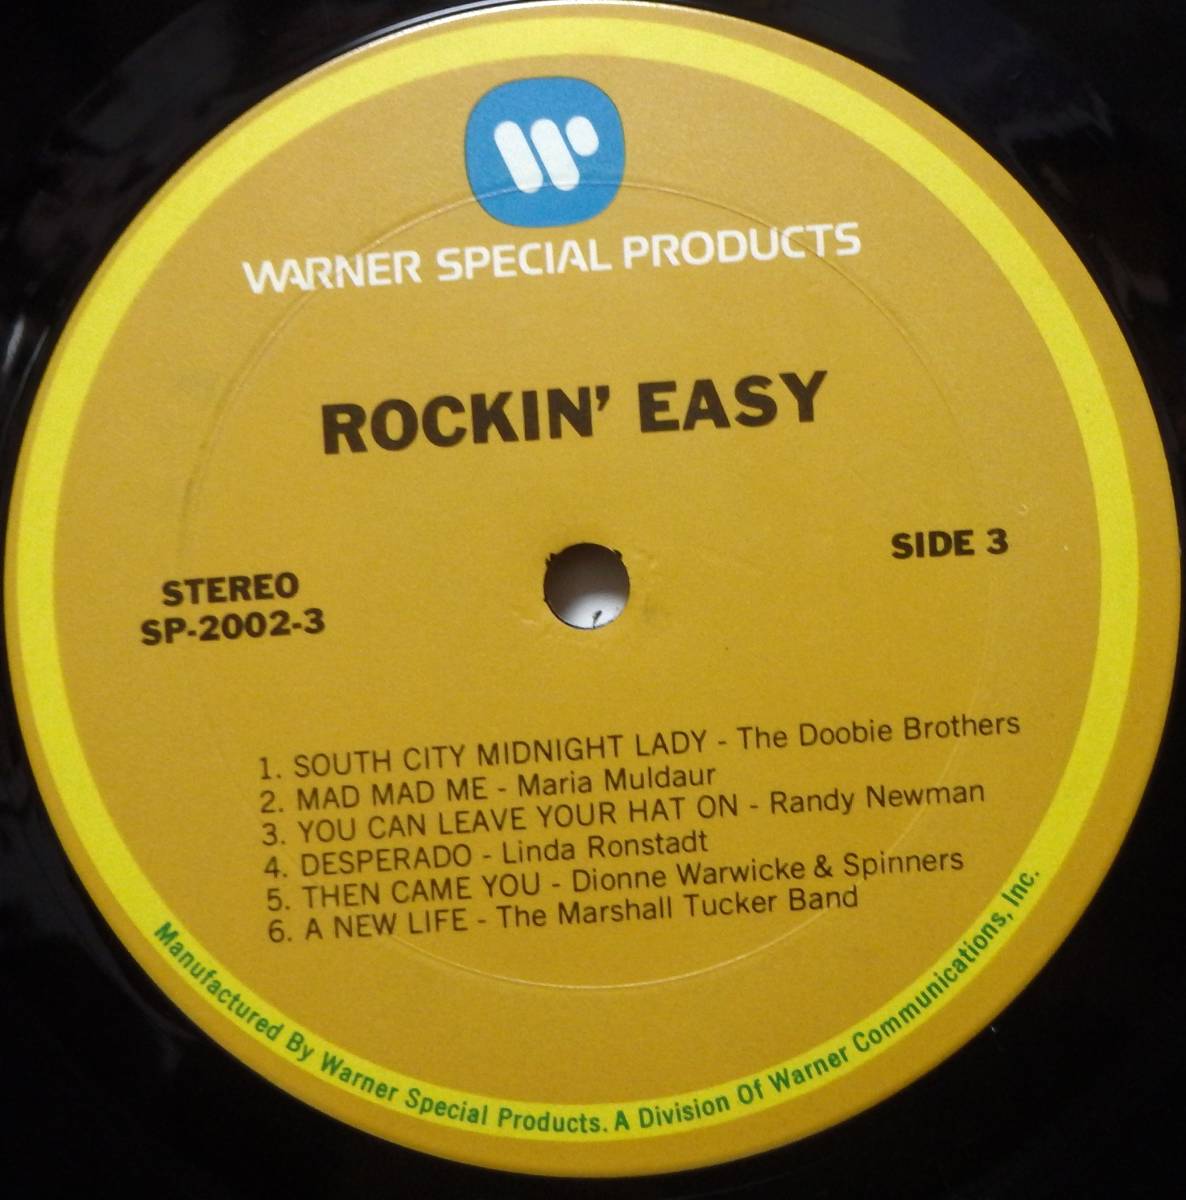 WARNER SPECIAL PRODUCTS
ROCKIN' EASY
SIDE 3
STEREO
SP-2002-3
1. SOUTH CITY MIDNIGHT LADY - The Doobie Brothers
2. MAD MAD ME - Maria Muldaur
3. YOU CAN LEAVE YOUR HAT ON - Randy Newman
4. DESPERADO - Linda Ronstadt
5. THEN CAME YOU - Dionne Warwicke & Spinners
6. A NEW LIFE - The Marshall Tucker Band
Manufactured By Warner Special Products. A Division Of Warner Communications, Inc.